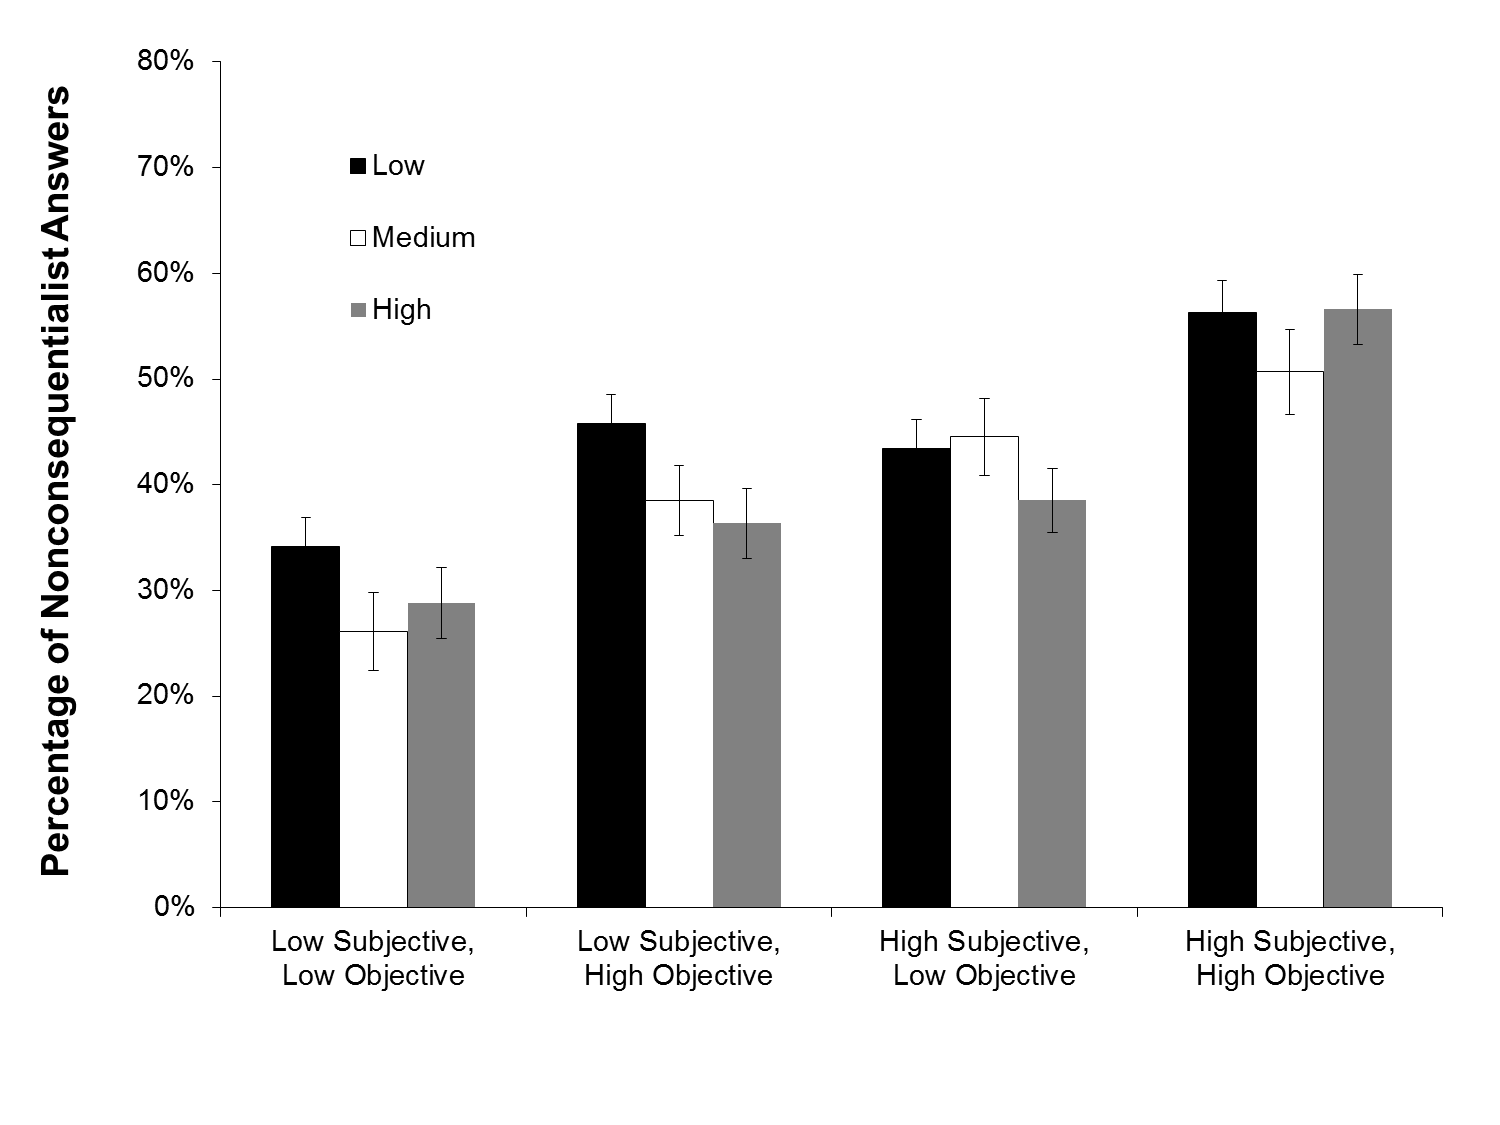 Percentage of Nonconsequentialist Answers
80%
70%
60%
50%
40%
30%
20%
10%
0%
Low
Medium
High
Low Subjective,
Low Objective
Low Subjective,
High Objective
High Subjective,
Low Objective
High Subjective,
High Objective